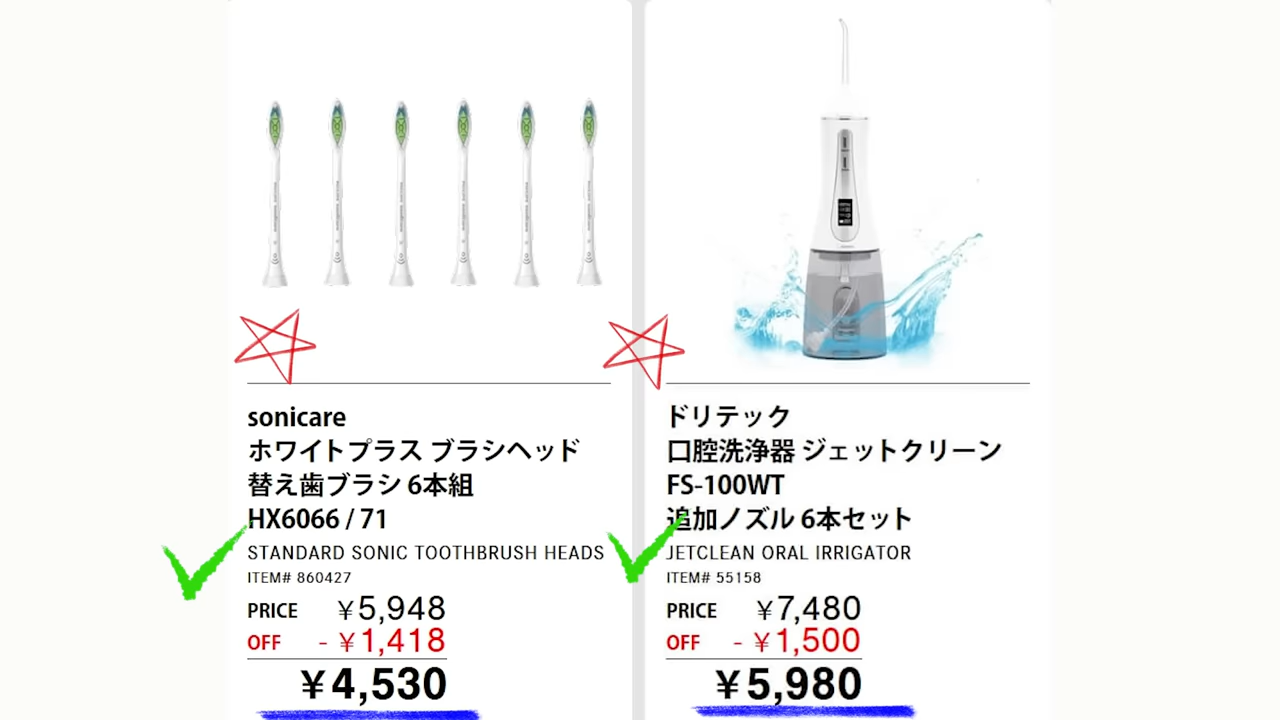 sonicare
ホワイトプラス ブラシヘッド
替え歯ブラシ 6本組
HX6066 / 71
STANDARD SONIC TOOTHBRUSH HEADS
ITEM# 860427
PRICE ¥5,948
OFF - ¥1,418
¥4,530
ドリテック
口腔洗浄器 ジェットクリーン
FS-100WT
追加ノズル 6本セット
JETCLEAN ORAL IRRIGATOR
ITEM# 55158
PRICE ¥7,480
OFF - ¥1,500
¥5,980